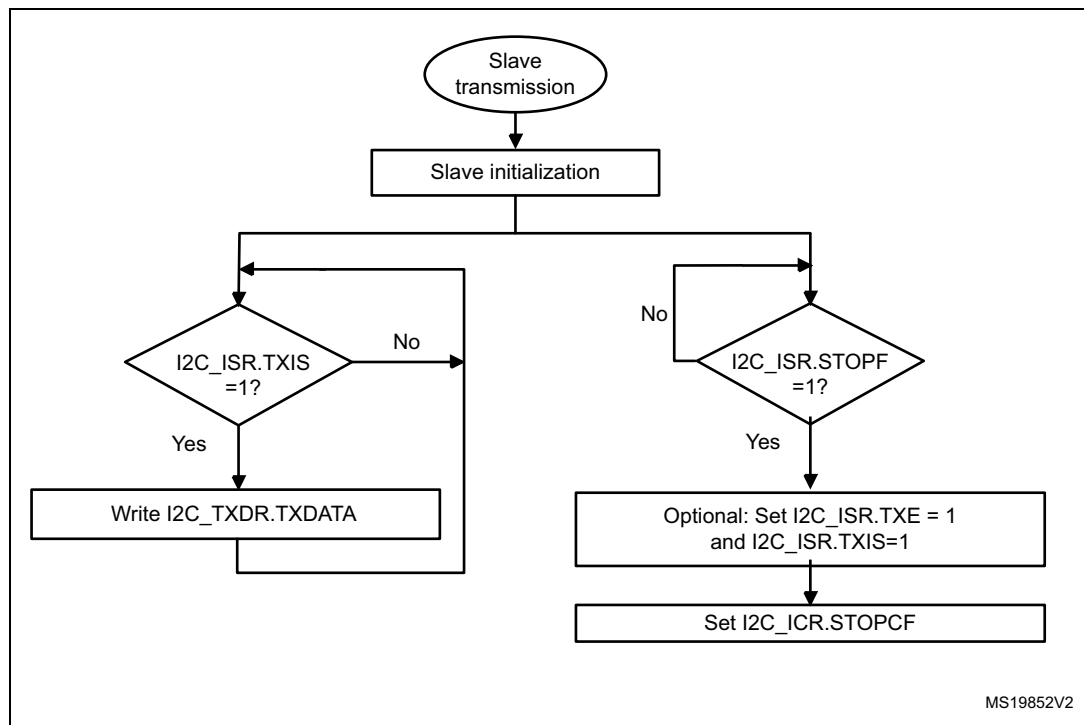 Slave
transmission
Slave initialization
No
I2C_ISR.TXIS
=1?
Yes
Write I2C_TXDR.TXDATA
No
I2C_ISR.STOPF
=1?
Yes
Optional: Set I2C_ISR.TXE = 1
and I2C_ISR.TXIS=1
Set I2C_ICR.STOPCF
MS19852V2